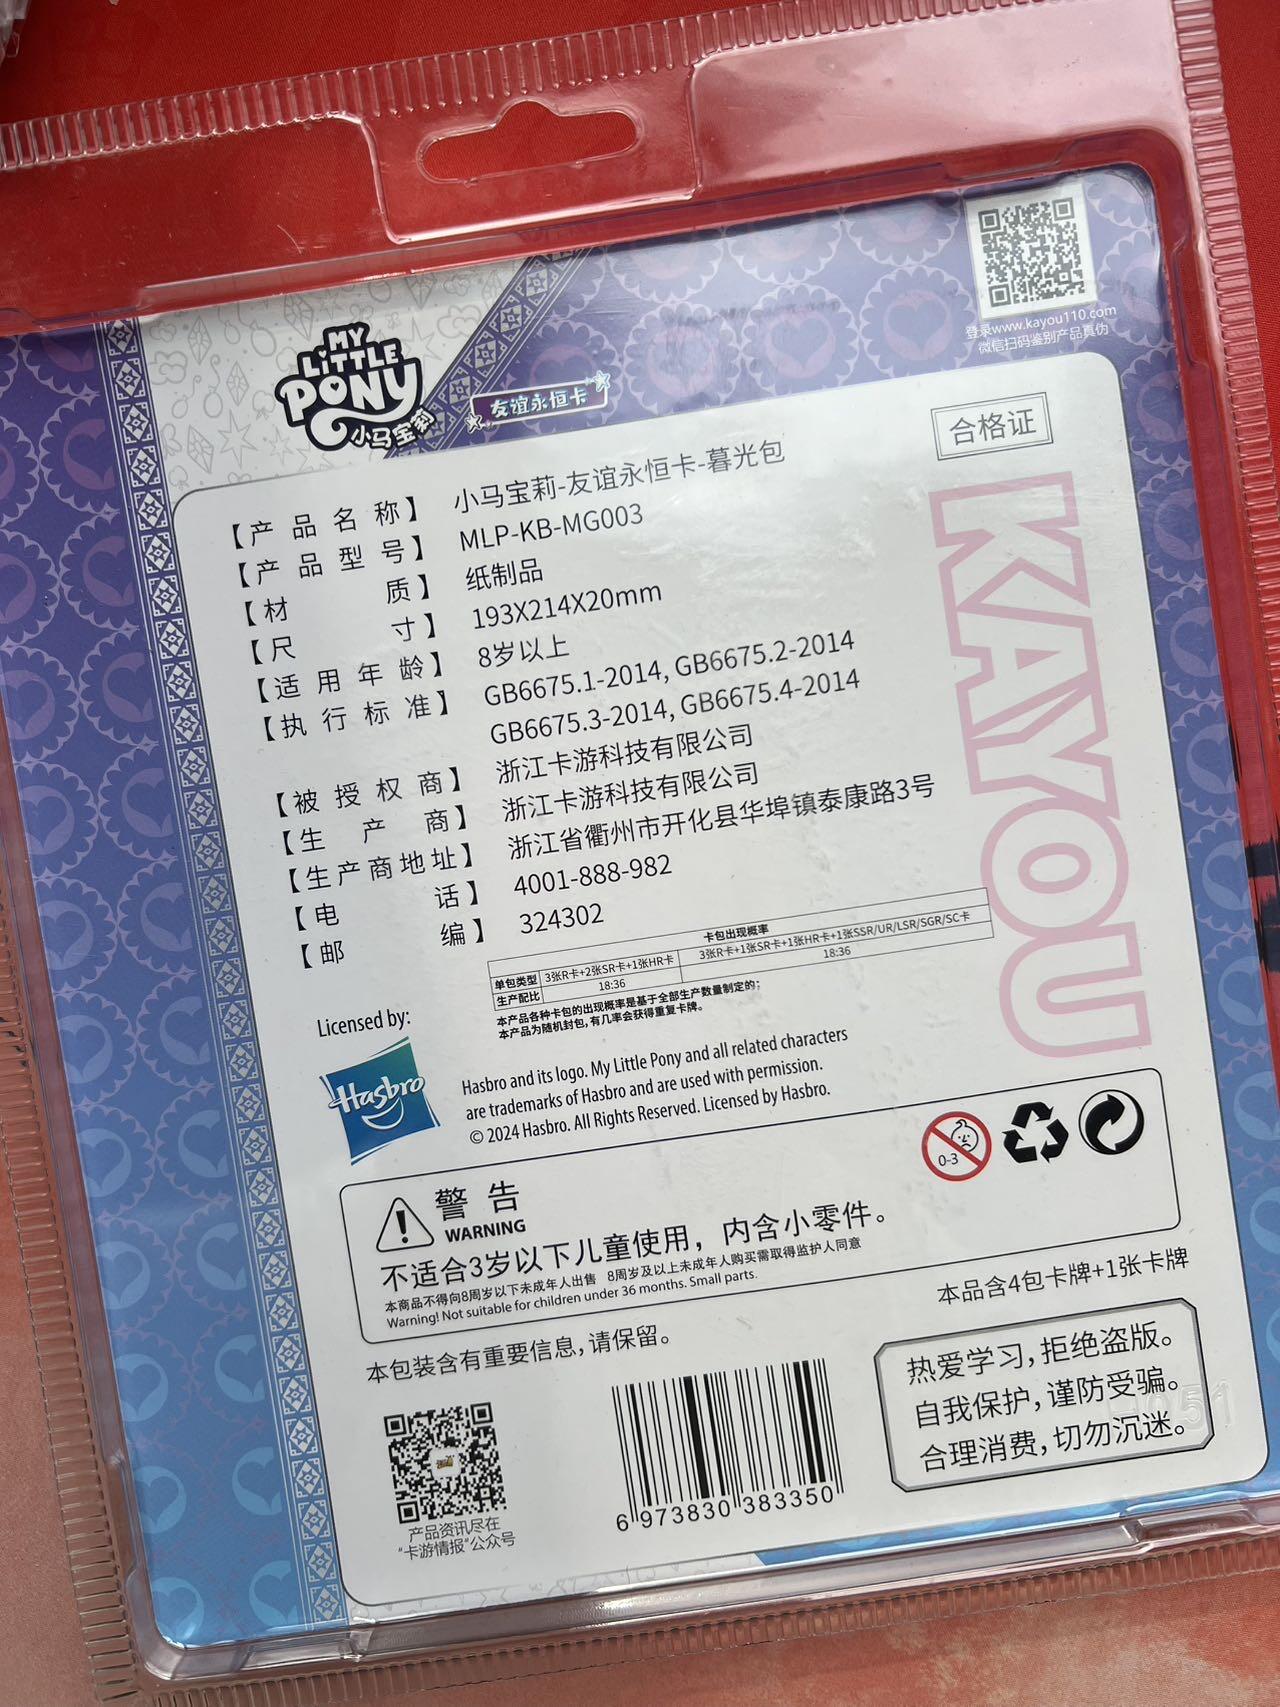 登录www.kayou110.com
微信扫码鉴别产品真伪
MY
LITTLE
PONY
小马宝莉
友谊永恒卡
合格证
KAYOU
【产品名称】 小马宝莉-友谊永恒卡-暮光包
【产品型号】 MLP-KB-MG003
【材质】 纸制品
【尺寸】 193X214X20mm
【适用年龄】 8岁以上
【执行标准】 GB6675.1-2014, GB6675.2-2014
GB6675.3-2014, GB6675.4-2014
【被授权商】 浙江卡游科技有限公司
【生产商】 浙江卡游科技有限公司
【生产商地址】 浙江省衢州市开化县华埠镇泰康路3号
【电话】 4001-888-982
【邮编】 324302
卡包出现概率
单包类型 3张R卡+2张SR卡+1张HR卡 3张R卡+1张SR卡+1张HR卡+1张SSR/UR/LSR/SGR/SC卡
生产配比 18:36 18:36
本产品各种卡包的出现概率是基于全部生产数量制定的;
本产品为随机封包,有几率会获得重复卡牌。
Licensed by:
Hasbro
Hasbro and its logo. My Little Pony and all related characters
are trademarks of Hasbro and are used with permission.
© 2024 Hasbro. All Rights Reserved. Licensed by Hasbro.
0-3
警告
WARNING
不适合3岁以下儿童使用，内含小零件。
本商品不得向8周岁以下未成年人出售 8周岁及以上未成年人购买需取得监护人同意
Warning! Not suitable for children under 36 months. Small parts.
本品含4包卡牌+1张卡牌
本包装含有重要信息,请保留。
热爱学习,拒绝盗版。
自我保护,谨防受骗。
合理消费,切勿沉迷。
产品资讯尽在
“卡游情报”公众号
6 973830 383350